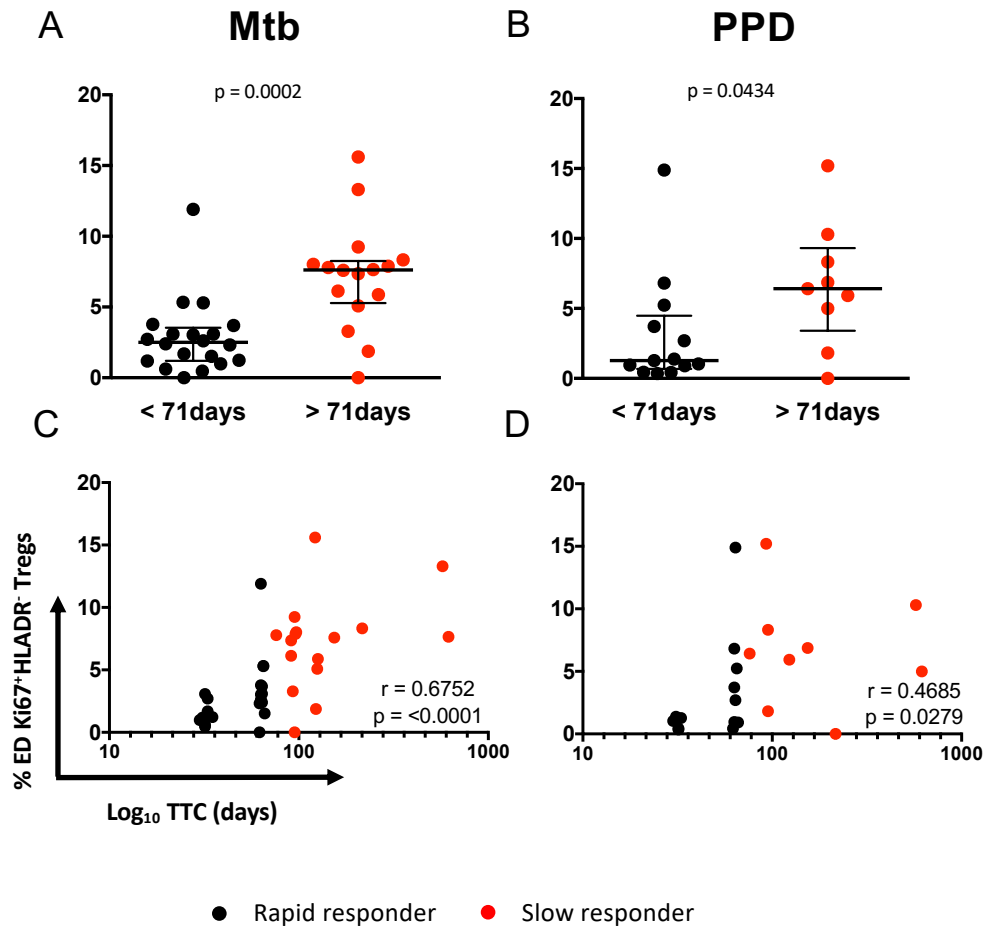 A Mtb
B PPD
p = 0.0002
p = 0.0434
20
15
10
5
0
< 71days > 71days
20
15
10
5
0
< 71days > 71days
C
D
% ED Ki67⁺HLADR⁻ Tregs
20
15
10
5
0
r = 0.6752
p = <0.0001
10 100 1000
20
15
10
5
0
r = 0.4685
p = 0.0279
10 100 1000
Log₁₀ TTC (days)
Rapid responder Slow responder